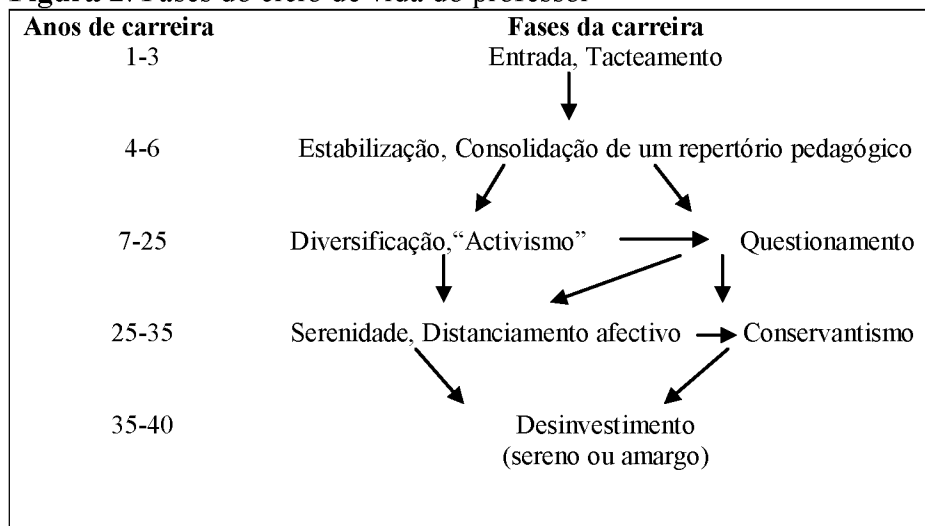 Figura 2. Fases do ciclo de vida do professor
Anos de carreira Fases da carreira
1-3 Entrada, Tacteamento
4-6 Estabilização, Consolidação de um repertório pedagógico
7-25 Diversificação,“Activismo” Questionamento
25-35 Serenidade, Distanciamento afectivo Conservantismo
35-40 Desinvestimento
(sereno ou amargo)